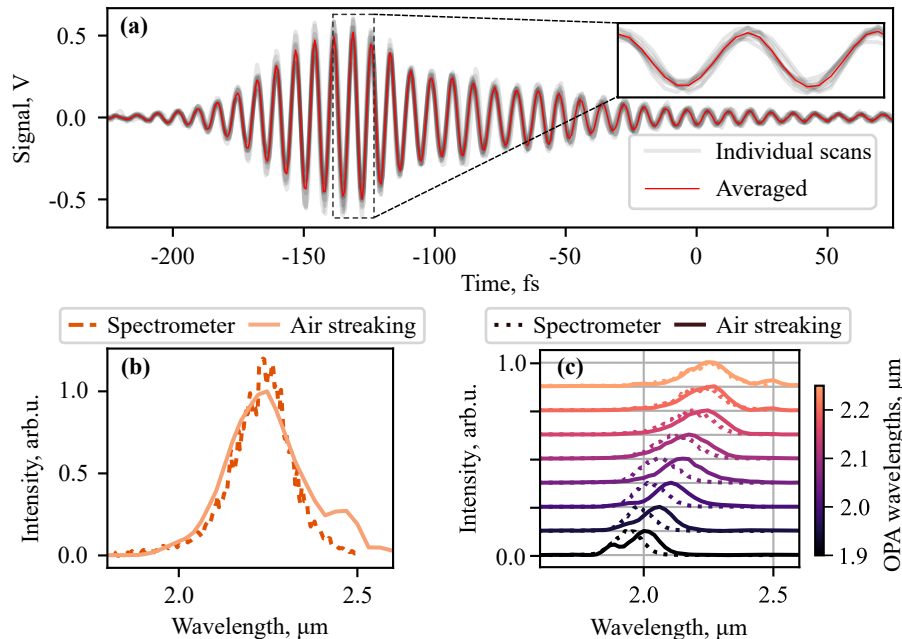 (a)
0.5
0.0
-0.5
Signal, V
Individual scans
Averaged
-200 -150 -100 -50 0 50
Time, fs
Spectrometer Air streaking
(b)
1.0
0.5
0.0
Intensity, arb.u.
2.0 2.5
Wavelength, μm
Spectrometer Air streaking
(c)
1.0
0.0
Intensity, arb.u.
2.0 2.5
Wavelength, μm
2.2
2.1
2.0
1.9
OPA wavelengths, μm